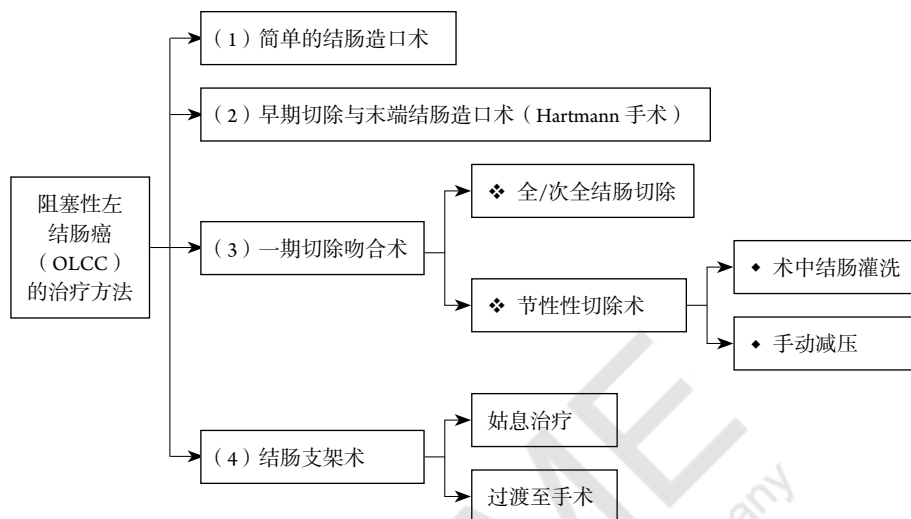 （1）简单的结肠造口术
（2）早期切除与末端结肠造口术（Hartmann 手术）
阻塞性左
结肠癌
（OLCC）
的治疗方法
（3）一期切除吻合术
❖ 全/次全结肠切除
❖ 节性性切除术
◆ 术中结肠灌洗
◆ 手动减压
（4）结肠支架术
姑息治疗
过渡至手术